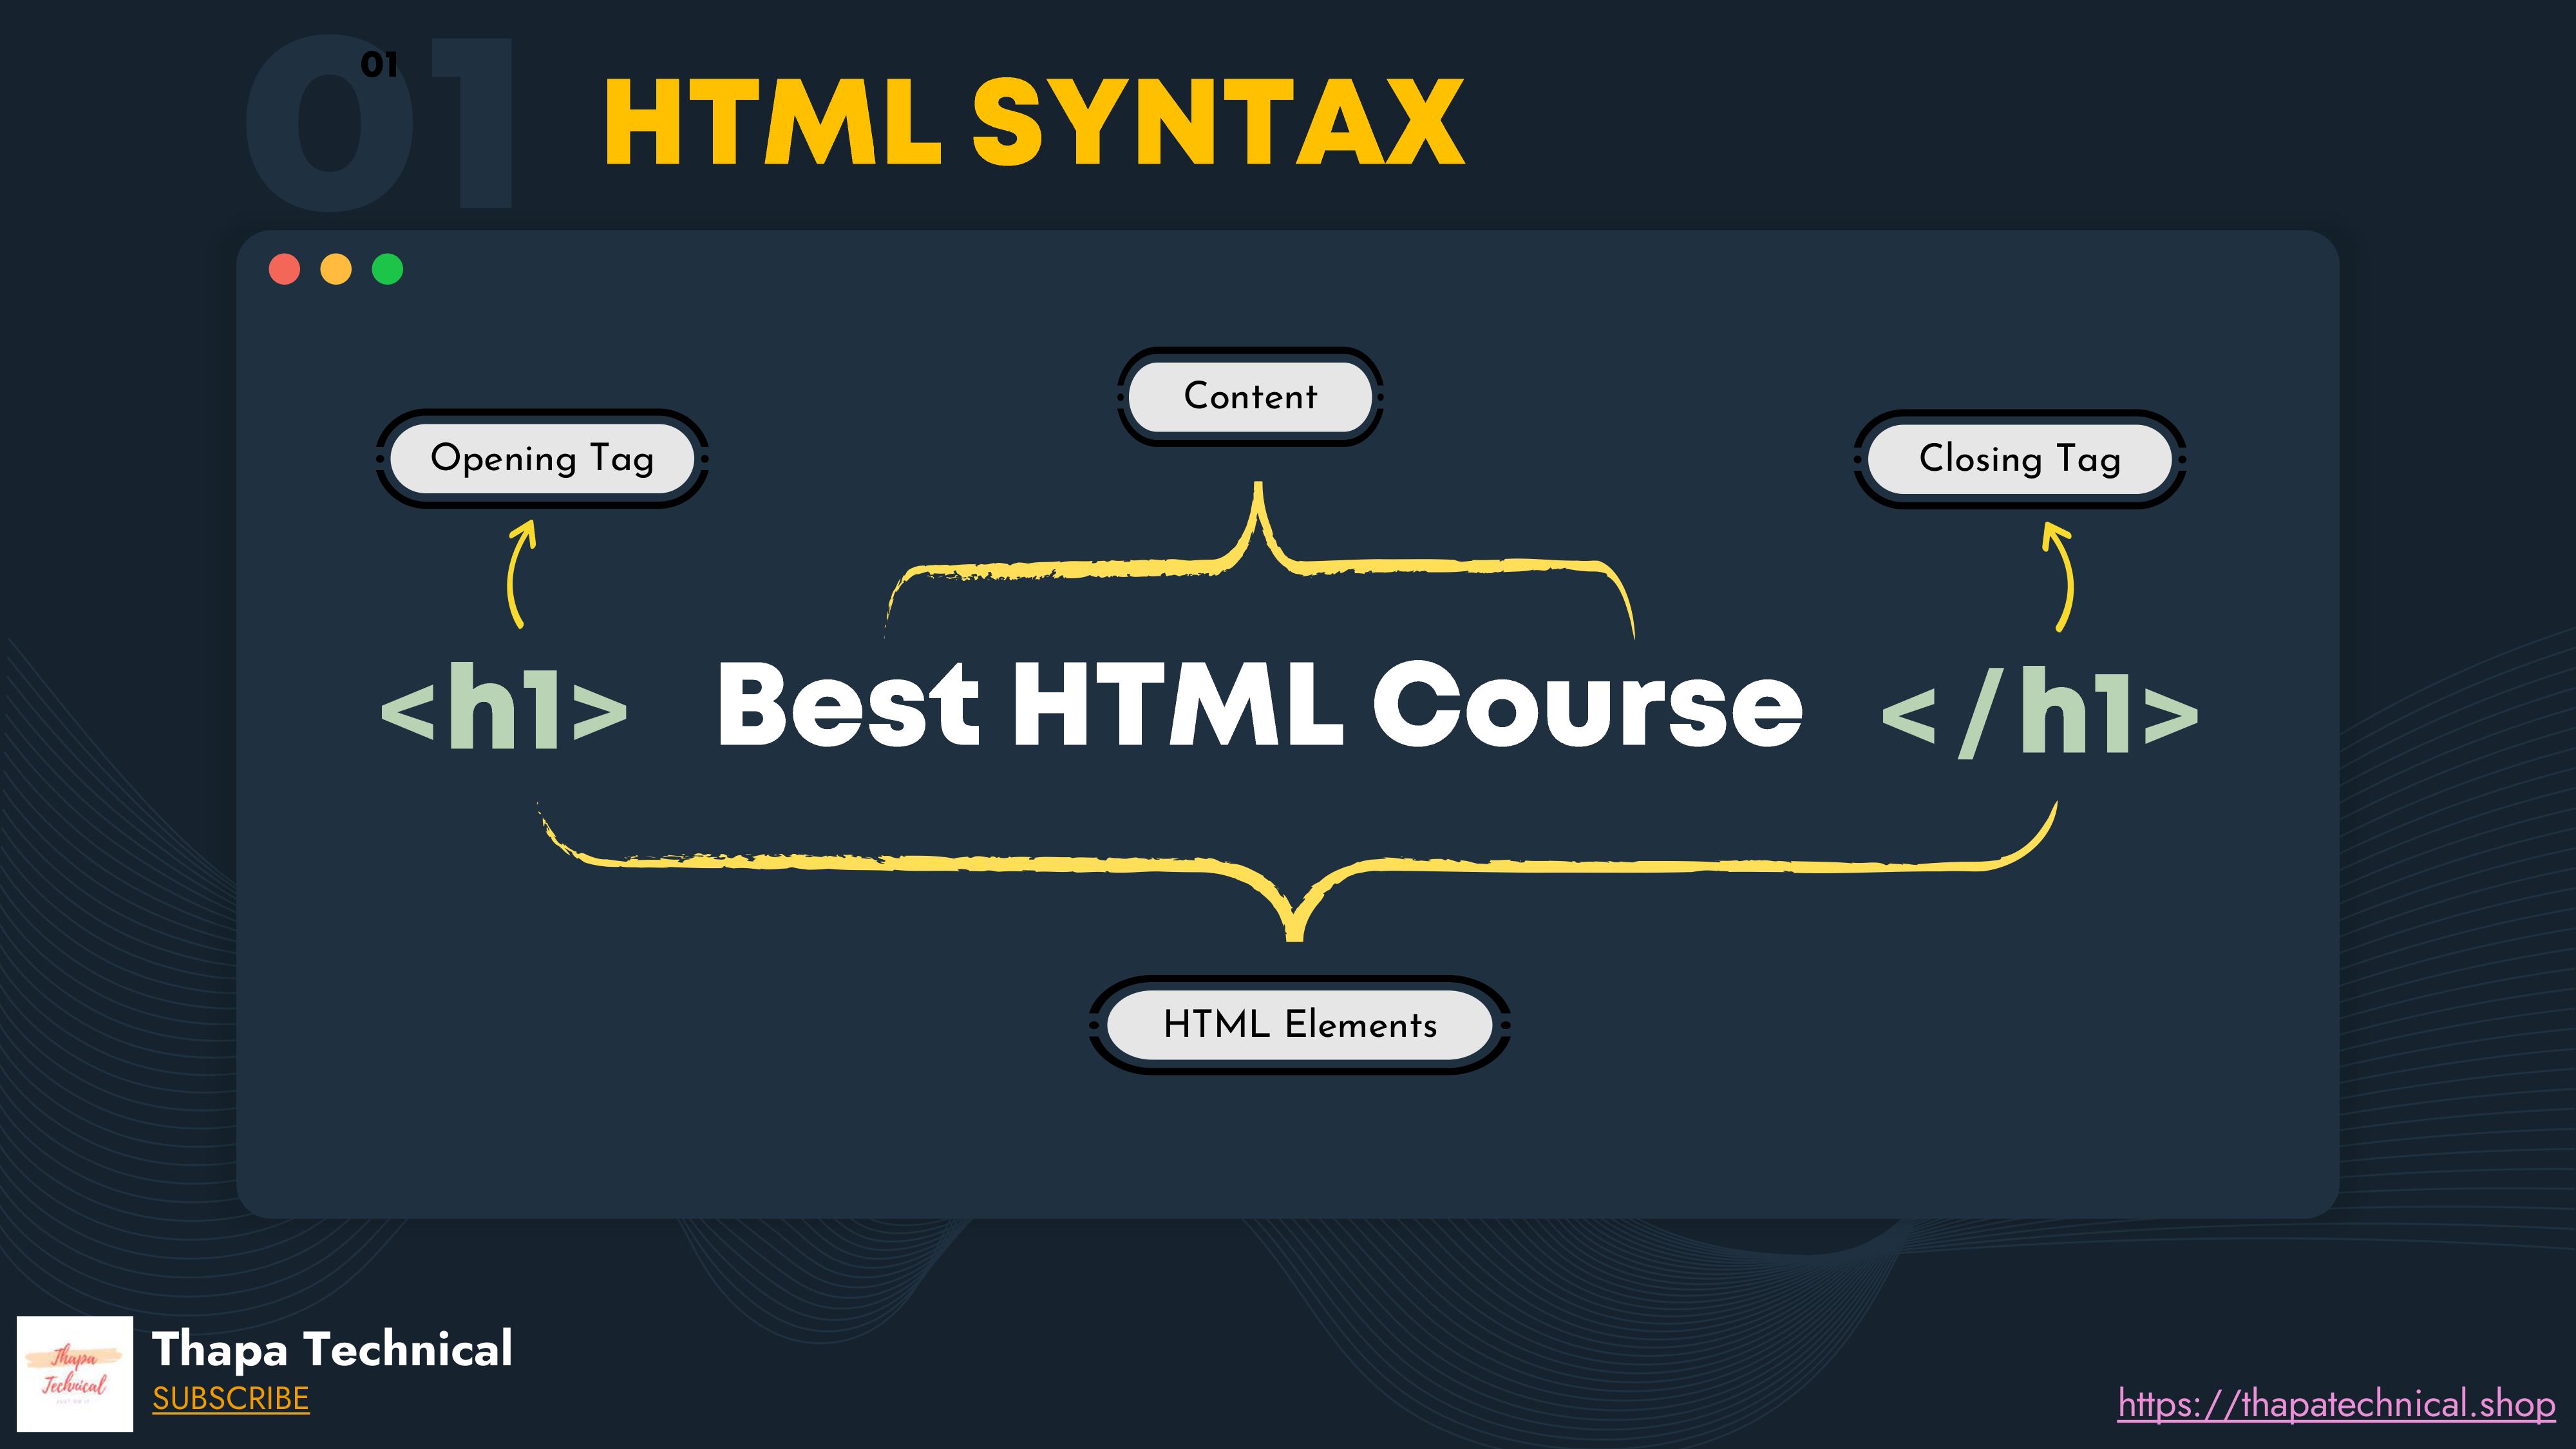 01
01
HTML SYNTAX
Content
Opening Tag
Closing Tag
<h1> Best HTML Course </h1>
HTML Elements
Thapa
Technical
Thapa Technical
SUBSCRIBE
https://thapatechnical.shop